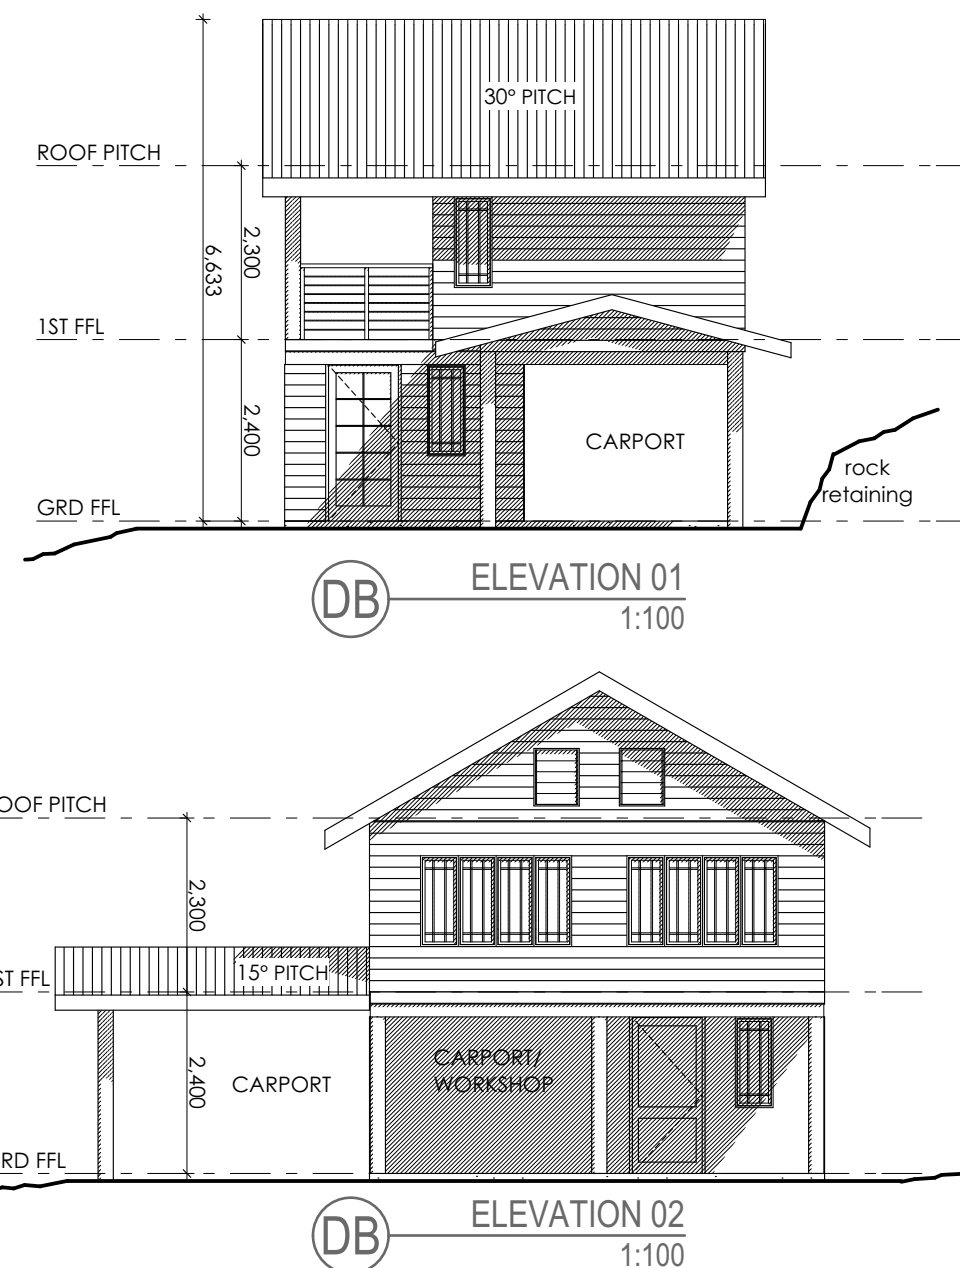 30° PITCH
ROOF PITCH
2,300
6,633
1ST FFL
2,400
CARPORT
rock
retaining
GRD FFL
DB
ELEVATION 01
1:100
OOF PITCH
2,300
15° PITCH
ST FFL
CARPORT/
WORKSHOP
2,400
CARPORT
RD FFL
DB
ELEVATION 02
1:100